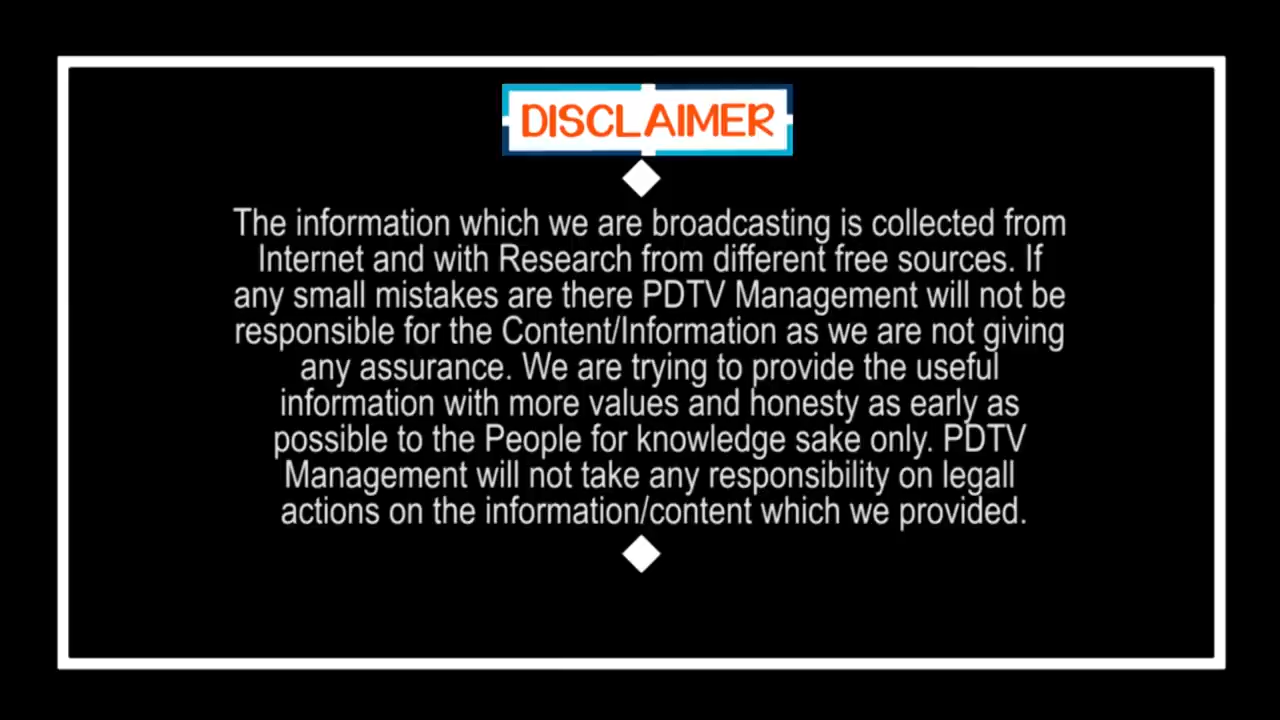 DISCLAIMER
The information which we are broadcasting is collected from
Internet and with Research from different free sources. If
any small mistakes are there PDTV Management will not be
responsible for the Content/Information as we are not giving
any assurance. We are trying to provide the useful
information with more values and honesty as early as
possible to the People for knowledge sake only. PDTV
Management will not take any responsibility on legall
actions on the information/content which we provided.